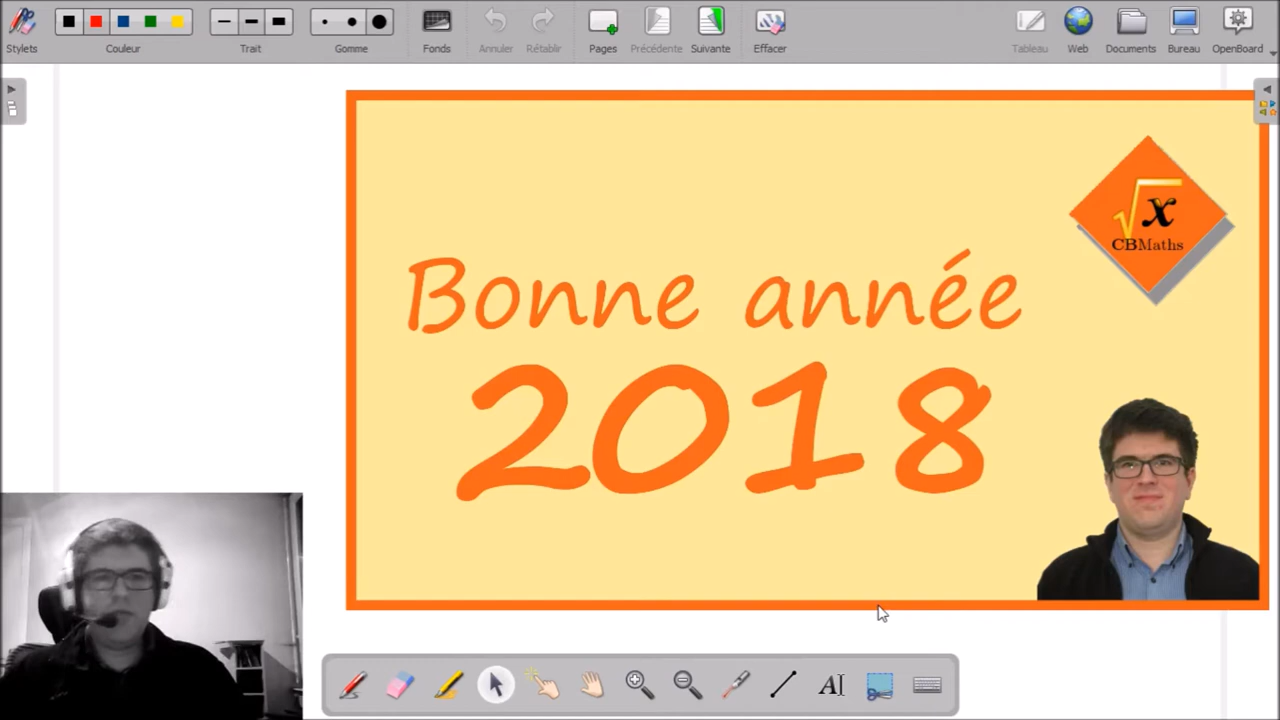 Stylets
Couleur
Trait
Gomme
Fonds
Annuler
Rétablir
Pages
Précédente
Suivante
Effacer
Tableau
Web
Documents
Bureau
OpenBoard
√x
CBMaths
Bonne année
2018
AI